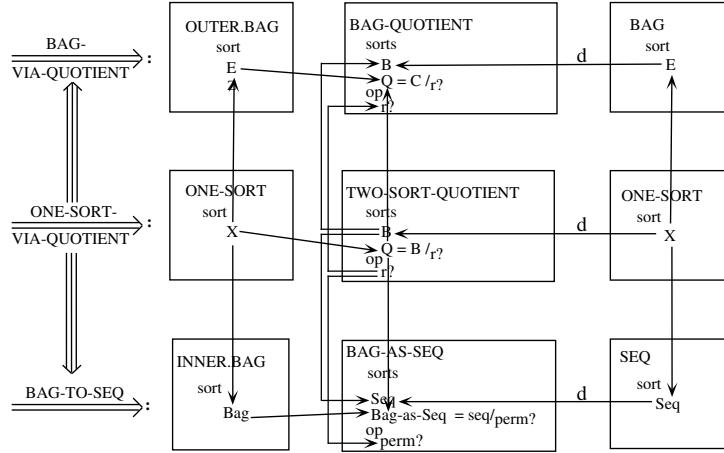 BAG-
VIA-QUOTIENT
:
OUTER.BAG
sort
E
Z
BAG-QUOTIENT
sorts
B
Q = C /r?
op
r?
d
BAG
sort
E
ONE-SORT-
VIA-QUOTIENT
:
ONE-SORT
sort
X
TWO-SORT-QUOTIENT
sorts
B
Q = B /r?
op
r?
d
ONE-SORT
sort
X
BAG-TO-SEQ
:
INNER.BAG
sort
Bag
BAG-AS-SEQ
sorts
Seq
Bag-as-Seq = seq/perm?
op
perm?
d
SEQ
sort
Seq